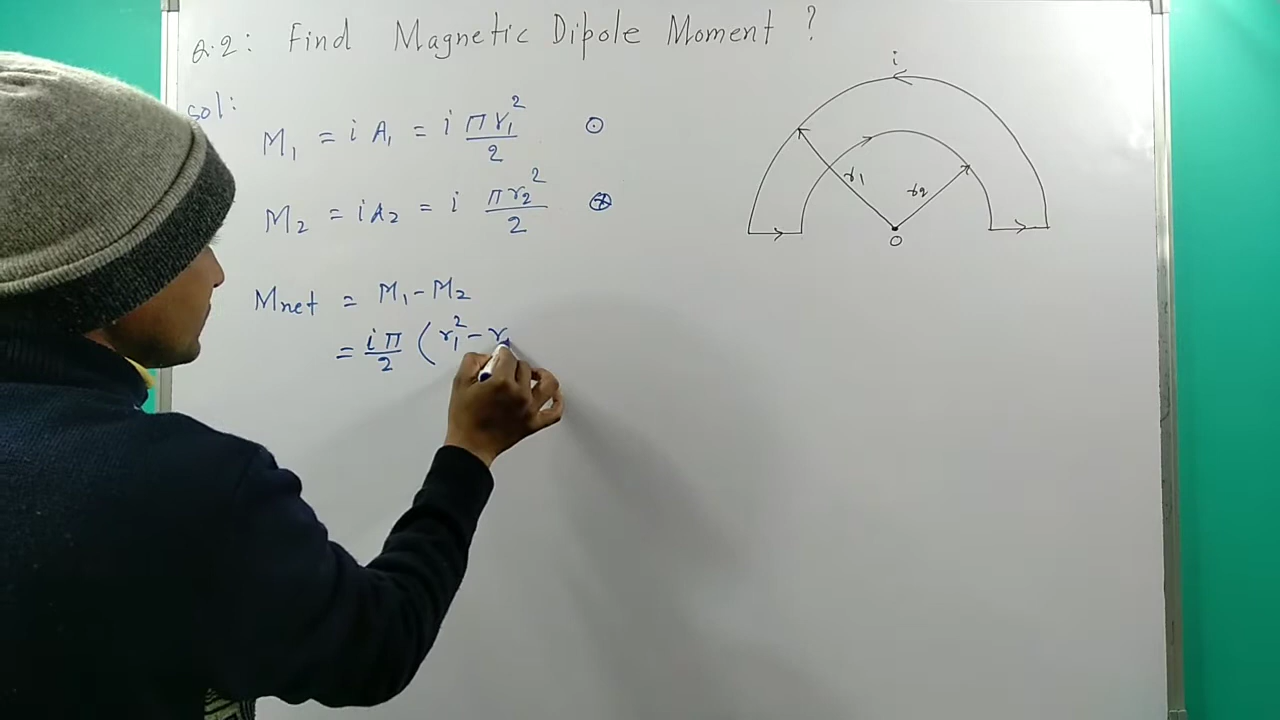 Q.2: Find Magnetic Dipole Moment ?
Sol:
M₁ = i A₁ = i πr₁²/2 ⊙
M₂ = i A₂ = i πr₂²/2 ⊗
Mnet = M₁ - M₂
= iπ/2 (r₁² - r
i
r₁ r₂
O